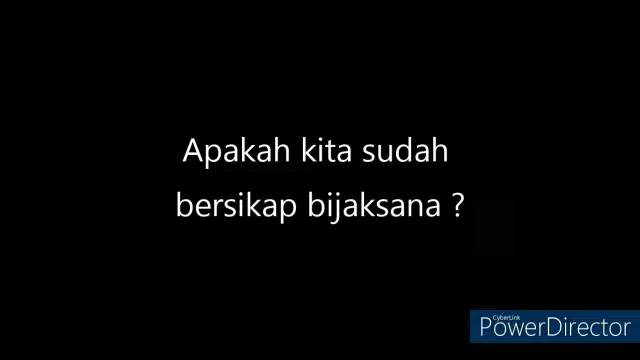 Apakah kita sudah
bersikap bijaksana ?
CyberLink
PowerDirector